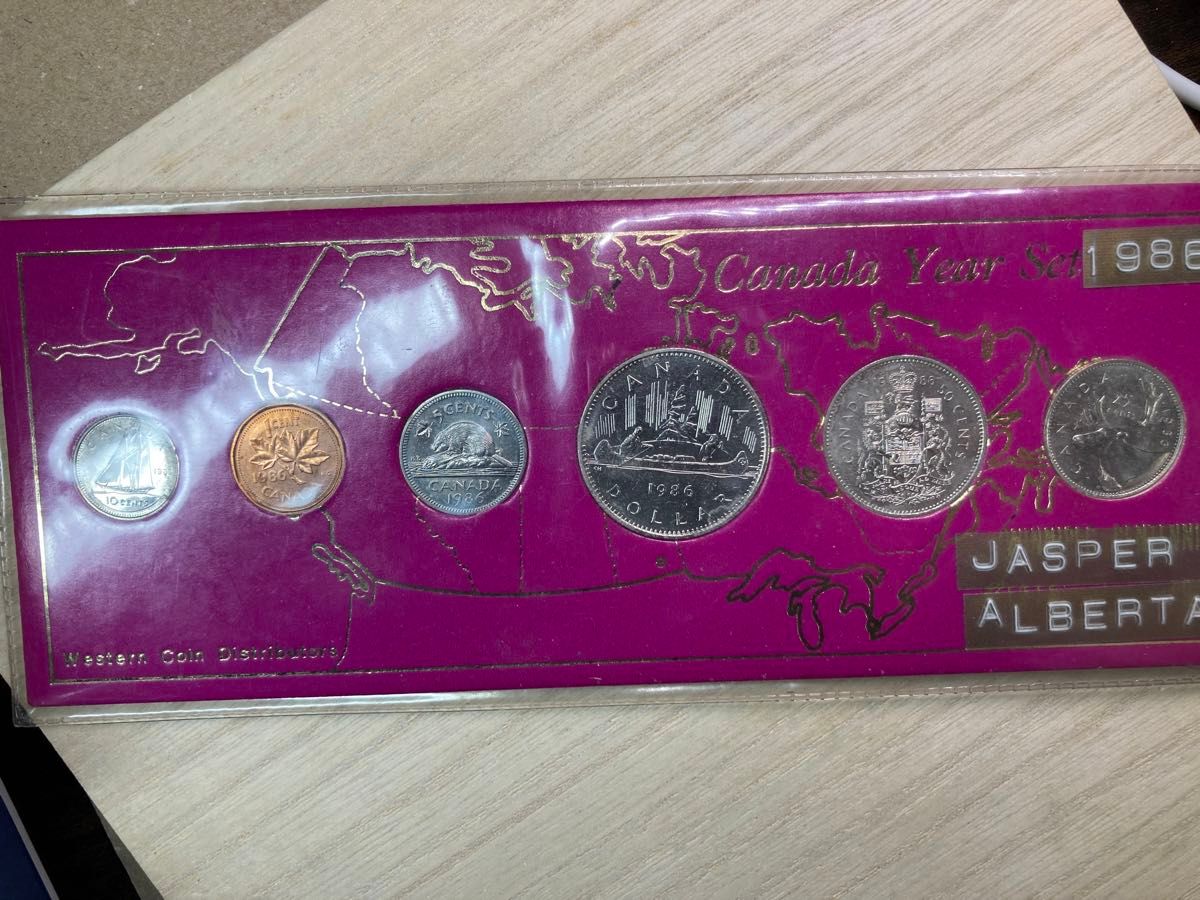 Canada Year Set
1986
10 CENTS
1 CENT
1986
CANADA
5 CENTS
CANADA
1986
CANADA
1986
DOLLAR
CANADA
1986
50 CENTS
CANADA
JASPER
ALBERTA
Western Coin Distributors